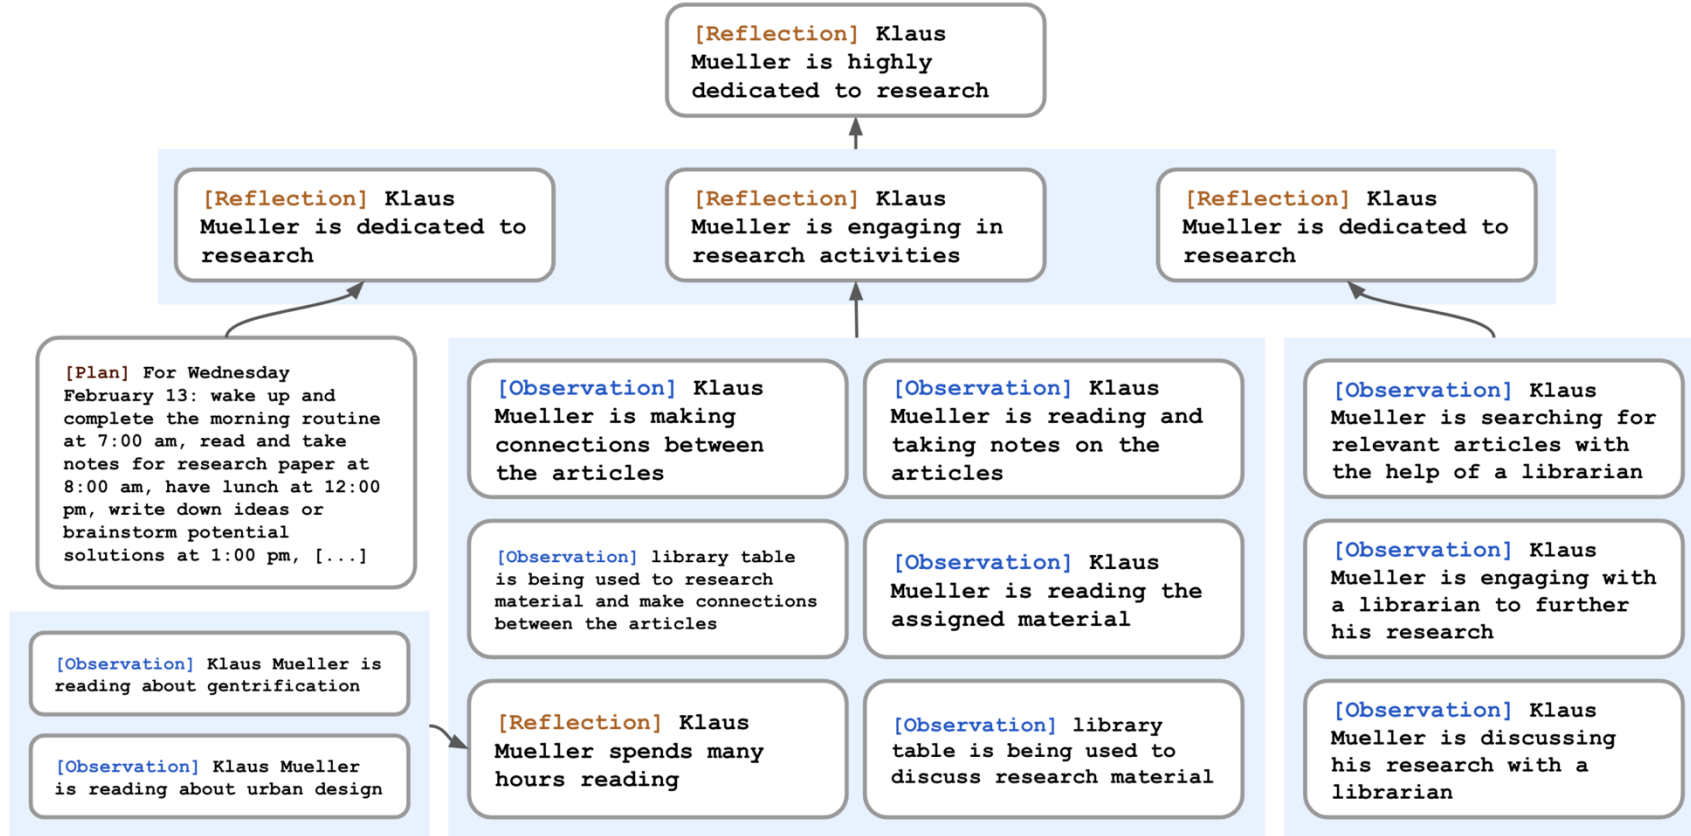 [Reflection] Klaus
Mueller is highly
dedicated to research
[Reflection] Klaus
Mueller is dedicated to
research
[Reflection] Klaus
Mueller is engaging in
research activities
[Reflection] Klaus
Mueller is dedicated to
research
[Plan] For Wednesday
February 13: wake up and
complete the morning routine
at 7:00 am, read and take
notes for research paper at
8:00 am, have lunch at 12:00
pm, write down ideas or
brainstorm potential
solutions at 1:00 pm, [...]
[Observation] Klaus Mueller is
reading about gentrification
[Observation] Klaus Mueller
is reading about urban design
[Observation] Klaus
Mueller is making
connections between
the articles
[Observation] Klaus
Mueller is reading and
taking notes on the
articles
[Observation] library table
is being used to research
material and make connections
between the articles
[Observation] Klaus
Mueller is reading the
assigned material
[Reflection] Klaus
Mueller spends many
hours reading
[Observation] library
table is being used to
discuss research material
[Observation] Klaus
Mueller is searching for
relevant articles with
the help of a librarian
[Observation] Klaus
Mueller is engaging with
a librarian to further
his research
[Observation] Klaus
Mueller is discussing
his research with a
librarian